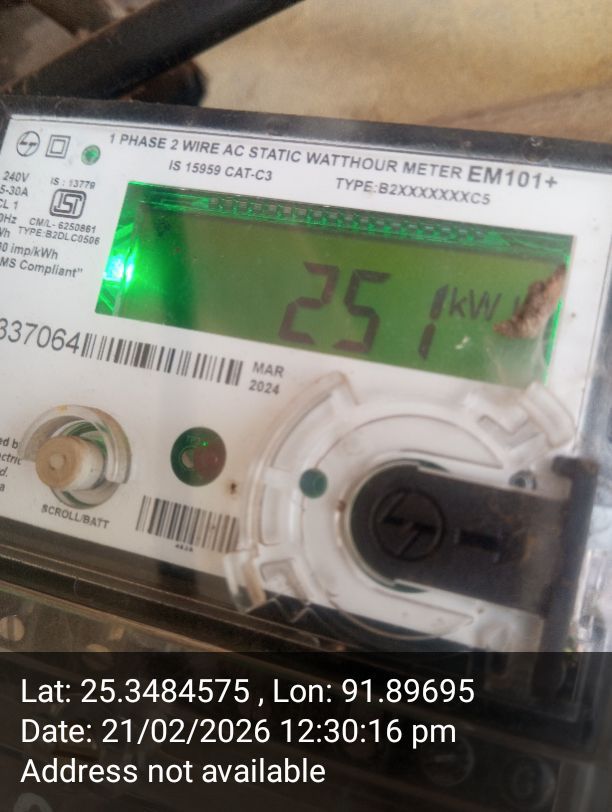 1 PHASE 2 WIRE AC STATIC WATTHOUR METER EM101+
IS 15959 CAT-C3
TYPE:B2XXXXXXXC5
240V
5-30A
IS : 13779
CL 1
CM/L- 6250861
TYPE:B2DLC0506
imp/kWh
MS Compliant"
251 kW
337064
MAR
2024
SCROLL/BATT
Lat: 25.3484575 , Lon: 91.89695
Date: 21/02/2026 12:30:16 pm
Address not available